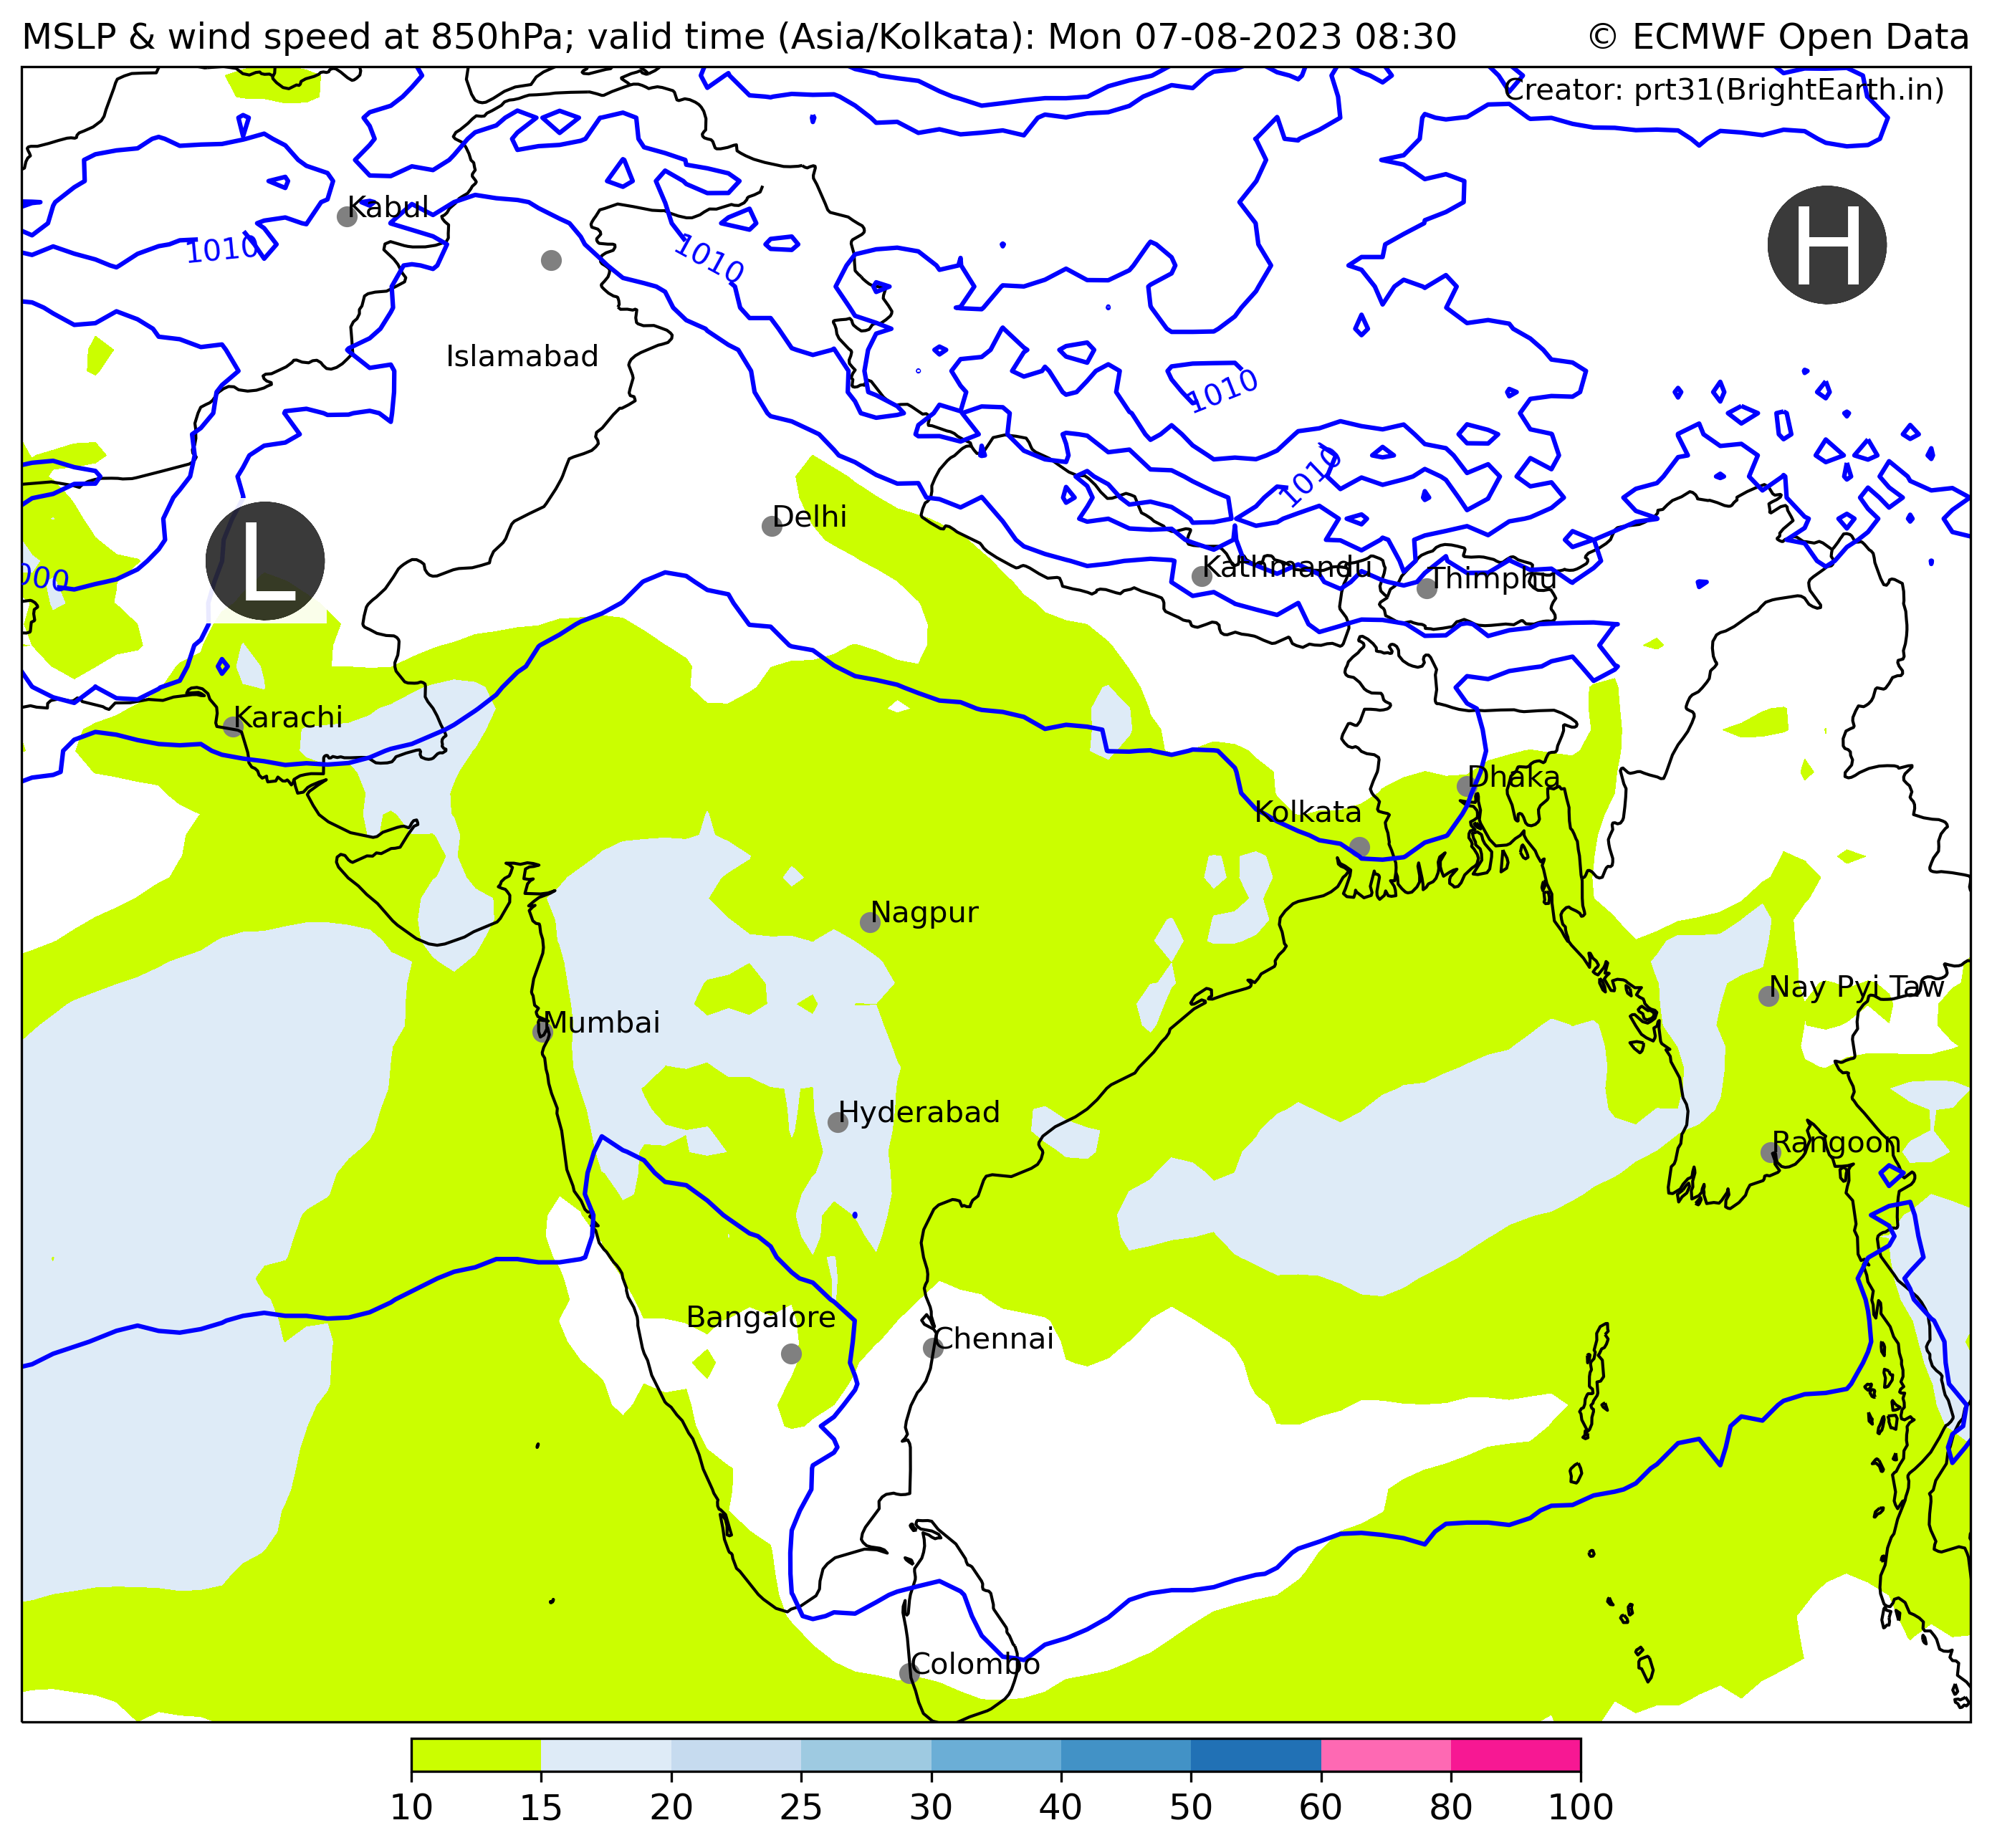 MSLP & wind speed at 850hPa; valid time (Asia/Kolkata): Mon 07-08-2023 08:30 © ECMWF Open Data
Creator: prt31(BrightEarth.in)
H
Kabul
1010
1010
Islamabad
1010
1010
Delhi
L
000
Kathmandu
Thimphu
Karachi
Dhaka
Kolkata
Nagpur
Nay Pyi Taw
Mumbai
Hyderabad
Rangoon
Bangalore
Chennai
Colombo
10 15 20 25 30 40 50 60 80 100